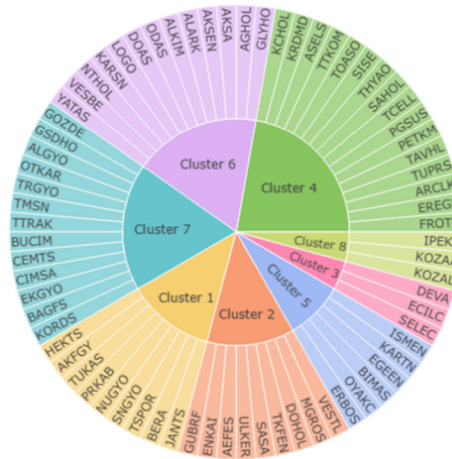 Cluster 4
KCHOL
KRDMD
ASELS
TTKOM
TOASO
SISE
THYAO
SAHOL
TCELL
PGSUS
PETKM
TAVHL
TUPRS
ARCLK
EREGL
FROTO
Cluster 8
IPEK
KOZAA
KOZAL
Cluster 3
DEVA
ECILC
SELEC
Cluster 5
ISMEN
KARTN
EGEEN
BIMAS
OYAKC
ERBOS
Cluster 2
VESTL
MGROS
DOHOL
TKFEN
SASA
ULKER
AEFES
ENKAI
GUBRF
Cluster 1
JANTS
BERA
TSPOR
SNGYO
NUGYO
PRKAB
TUKAS
AKFGY
HEKTS
Cluster 7
KORDS
BAGFS
EKGYO
CIMSA
CEMTS
BUCIM
TTRAK
TMSN
TRGYO
OTKAR
ALGYO
GSDHO
GOZDE
Cluster 6
YATAS
VESBE
NTHOL
KARSN
LOGO
DOAS
ODAS
ALKIM
ALARK
AKSEN
AKSA
AGHOL
GLYHO